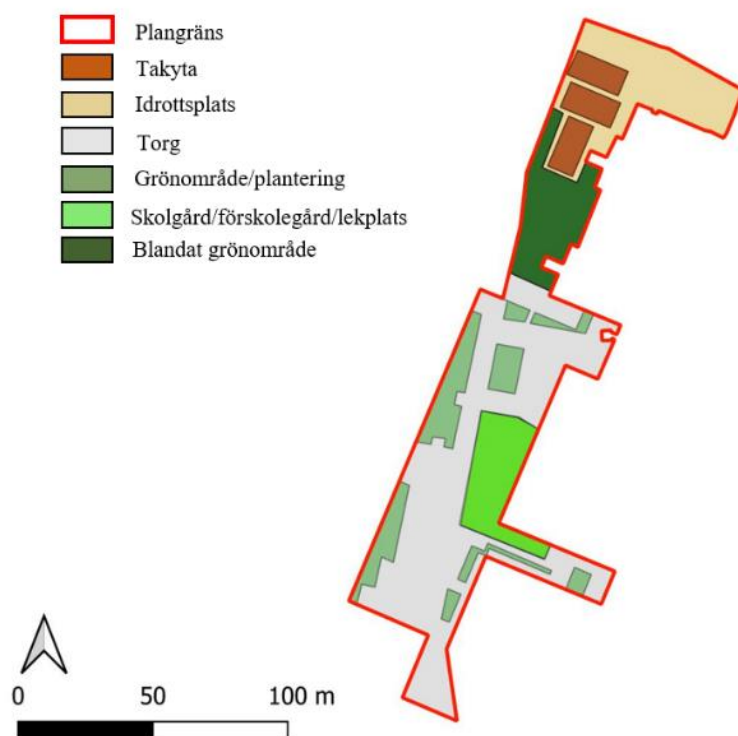 Plangräns
Takyta
Idrottsplats
Torg
Grönområde/plantering
Skolgård/förskolegård/lekplats
Blandat grönområde
0 50 100 m